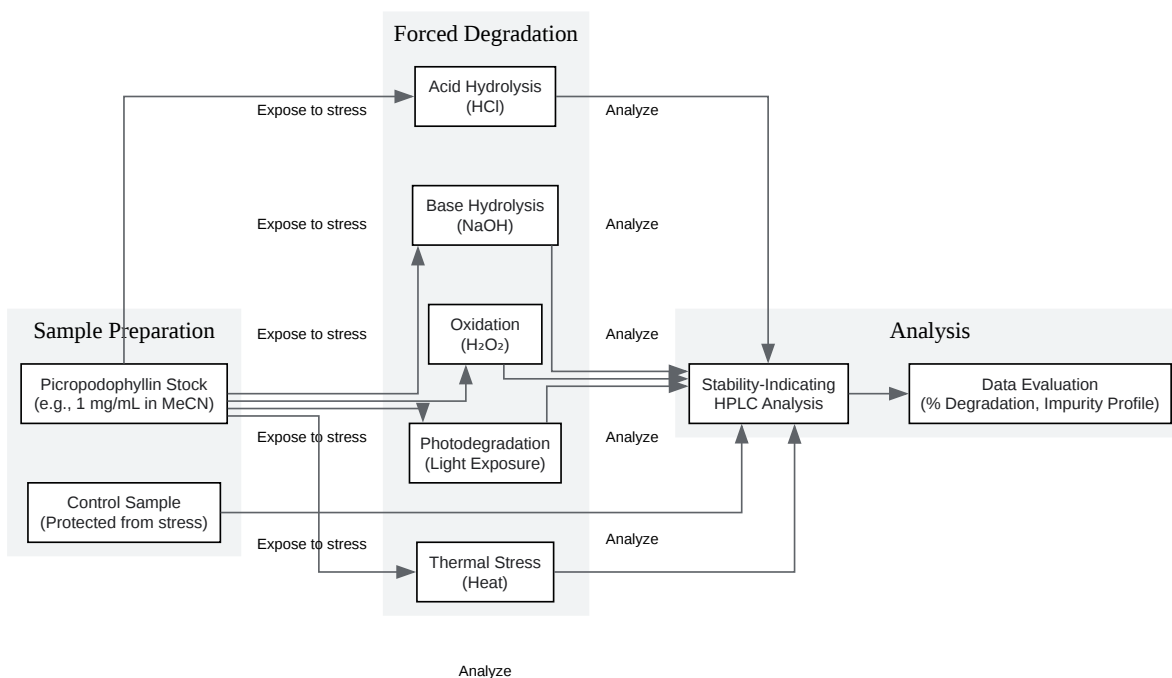 Forced Degradation
Acid Hydrolysis
(HCl)
Expose to stress
Analyze
Base Hydrolysis
(NaOH)
Expose to stress
Analyze
Sample Preparation
Expose to stress
Oxidation
(H₂O₂)
Analyze
Analysis
Picropodophyllin Stock
(e.g., 1 mg/mL in MeCN)
Stability-Indicating
HPLC Analysis
Data Evaluation
(% Degradation, Impurity Profile)
Expose to stress
Photodegradation
(Light Exposure)
Analyze
Control Sample
(Protected from stress)
Expose to stress
Analyze
Thermal Stress
(Heat)
Analyze